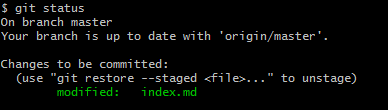 $ git status
On branch master
Your branch is up to date with 'origin/master'.
Changes to be committed:
(use "git restore --staged <file>..." to unstage)
modified: index.md